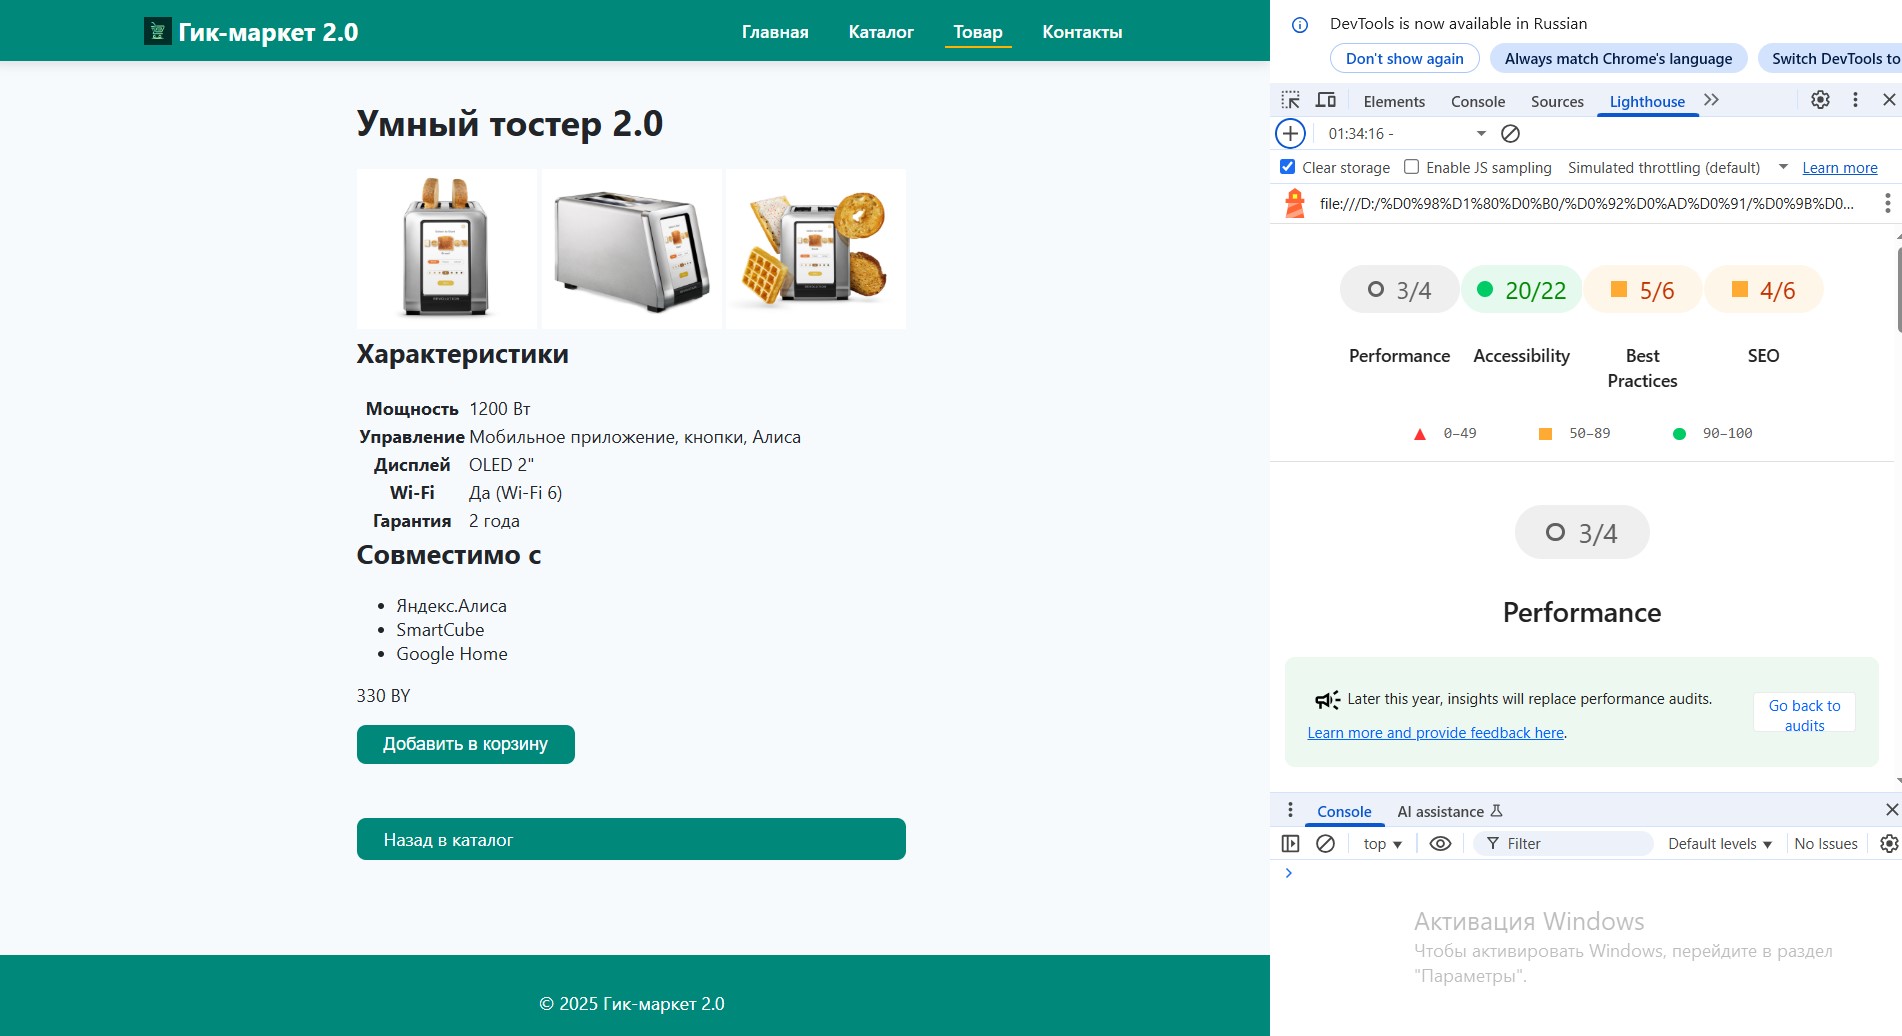 Гик-маркет 2.0
Главная Каталог Товар Контакты
Умный тостер 2.0
Характеристики
Мощность 1200 Вт
Управление Мобильное приложение, кнопки, Алиса
Дисплей OLED 2"
Wi-Fi Да (Wi-Fi 6)
Гарантия 2 года
Совместимо с
Яндекс.Алиса
SmartCube
Google Home
330 BY
Добавить в корзину
Назад в каталог
© 2025 Гик-маркет 2.0
DevTools is now available in Russian
Don't show again Always match Chrome's language Switch DevTools to
Elements Console Sources Lighthouse
01:34:16 -
Clear storage Enable JS sampling Simulated throttling (default) Learn more
file:///D:/%D0%98%D1%80%D0%B0/%D0%92%D0%AD%D0%91/%D0%9B%D0...
3/4 20/22 5/6 4/6
Performance Accessibility Best Practices SEO
0–49 50–89 90–100
3/4
Performance
Later this year, insights will replace performance audits.
Learn more and provide feedback here.
Go back to
audits
Console AI assistance
top Filter Default levels No Issues
Активация Windows
Чтобы активировать Windows, перейдите в раздел
"Параметры".